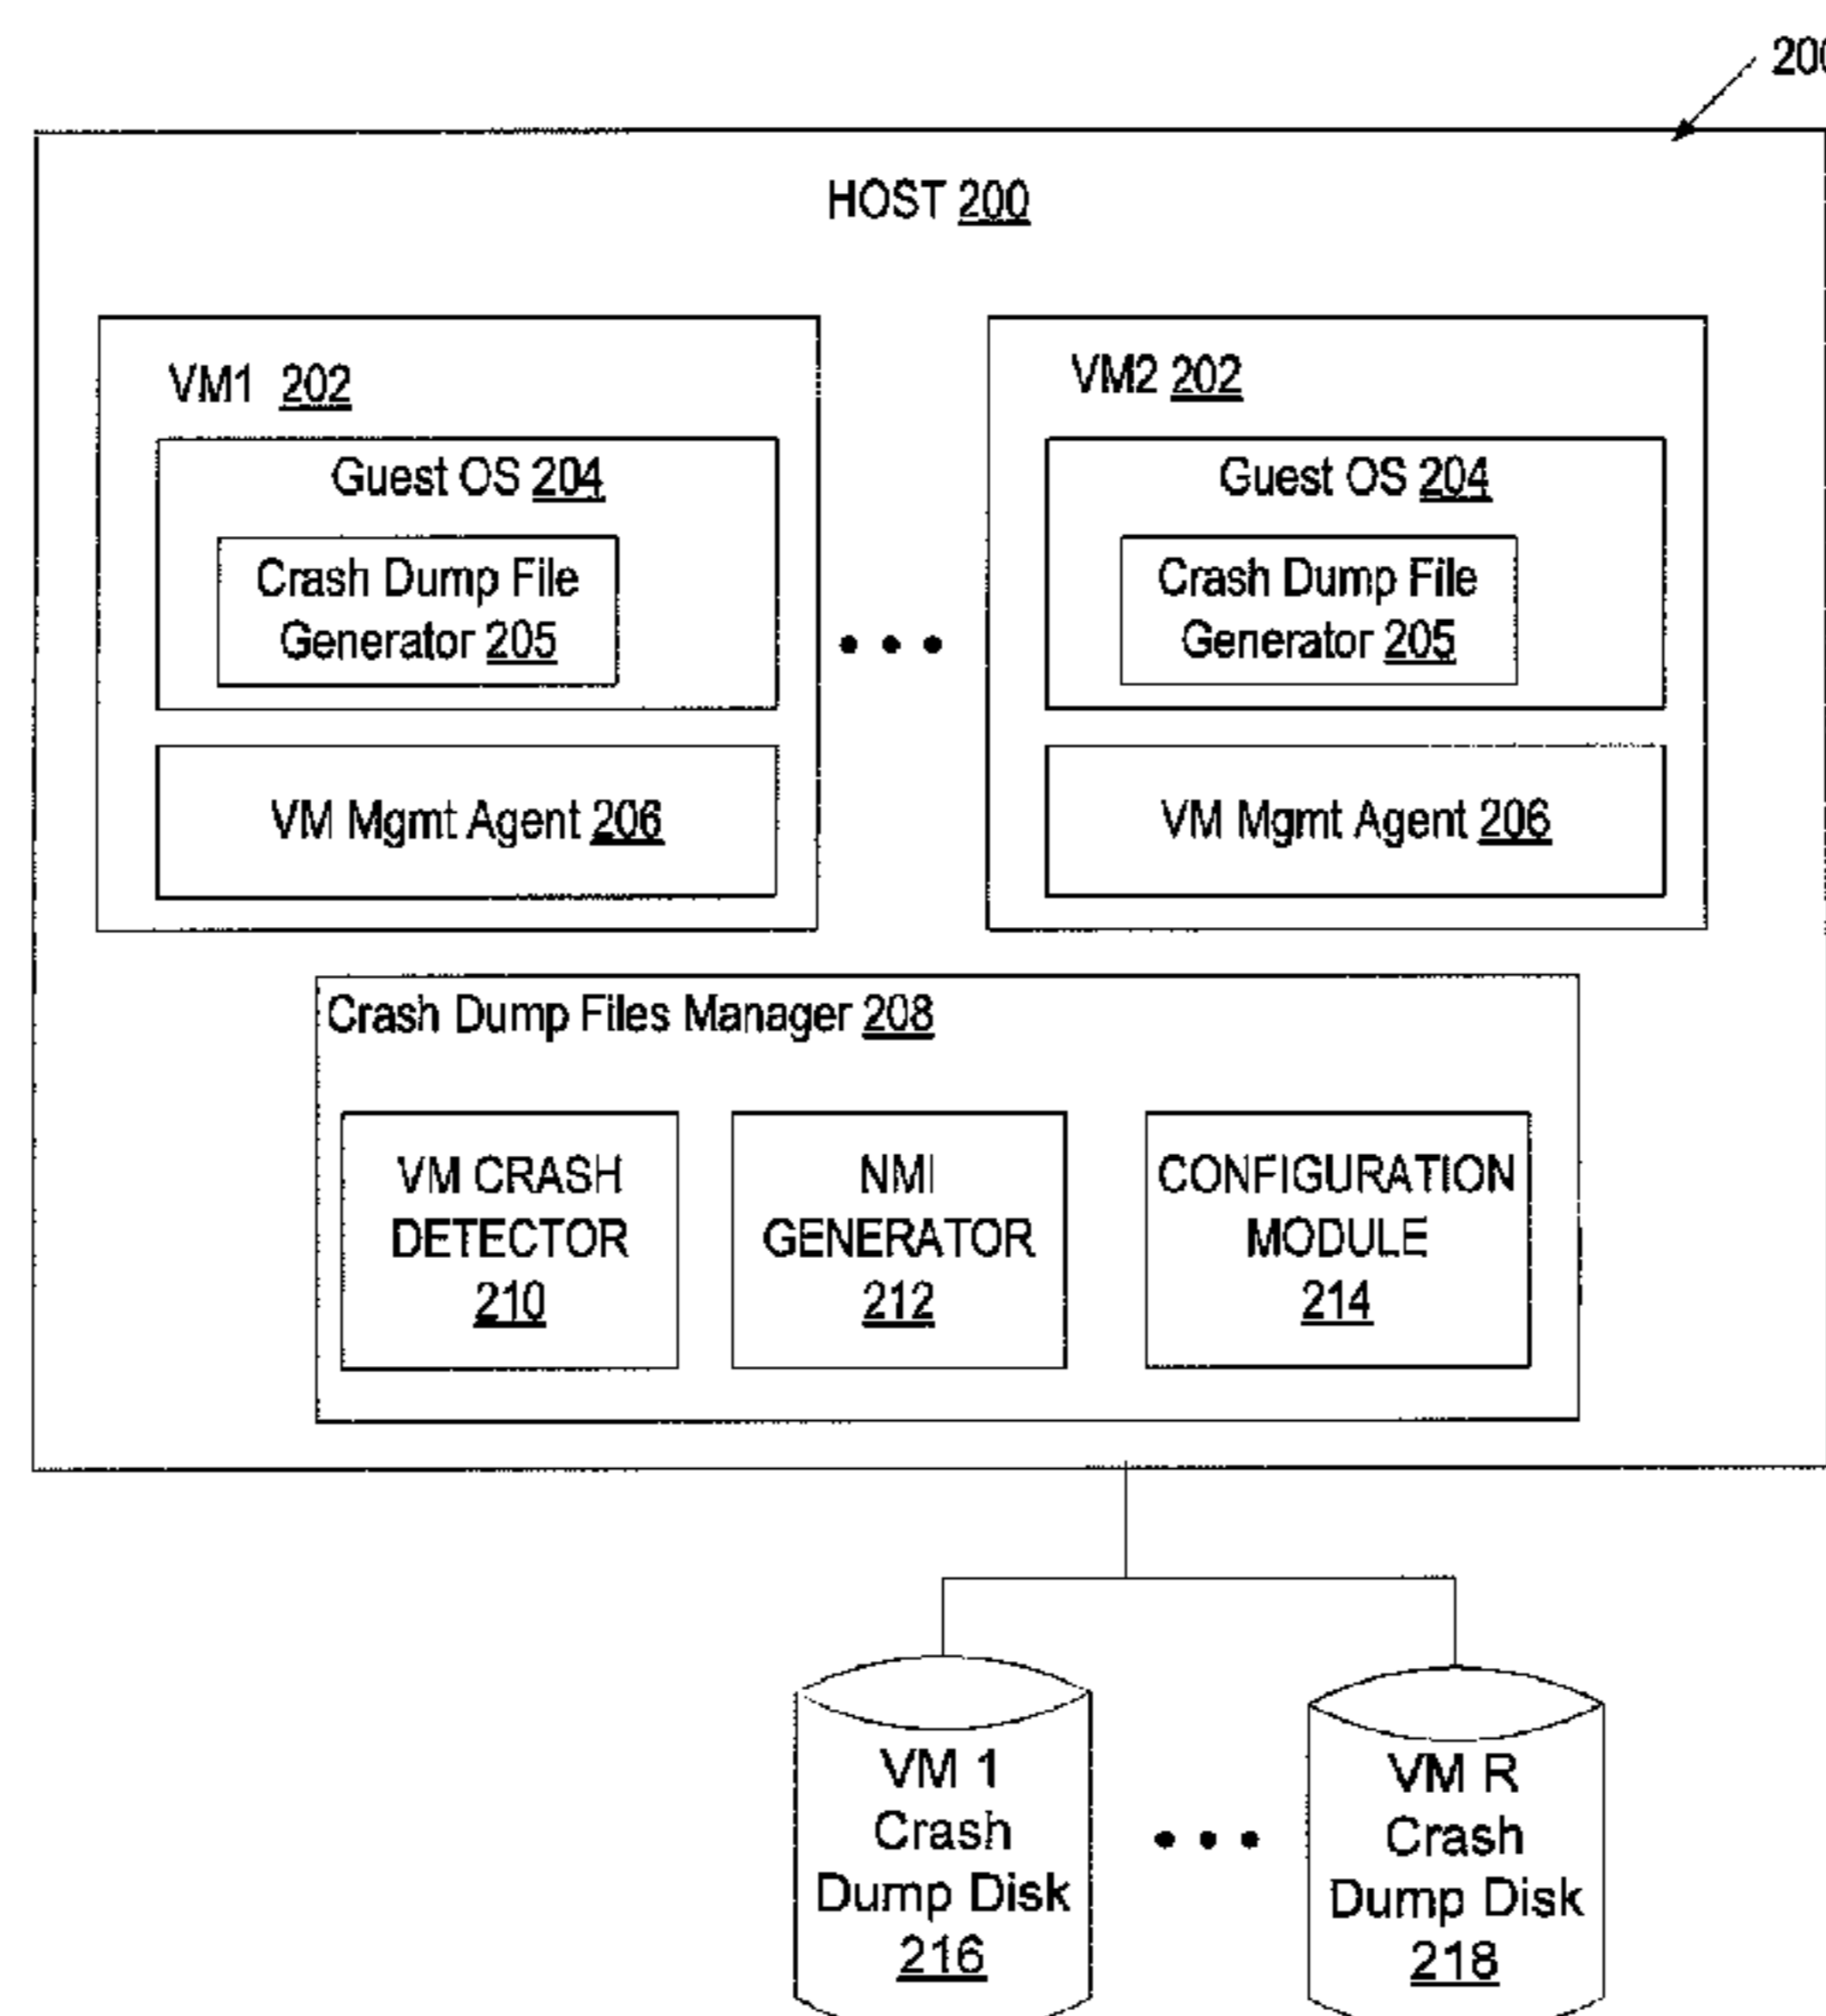 HOST 200
VM1 202
Guest OS 204
Crash Dump File
Generator 205
VM Mgmt Agent 206
VM2 202
Guest OS 204
Crash Dump File
Generator 205
VM Mgmt Agent 206
Crash Dump Files Manager 208
VM CRASH
DETECTOR
210
NMI
GENERATOR
212
CONFIGURATION
MODULE
214
VM 1
Crash
Dump Disk
216
VM R
Crash
Dump Disk
218